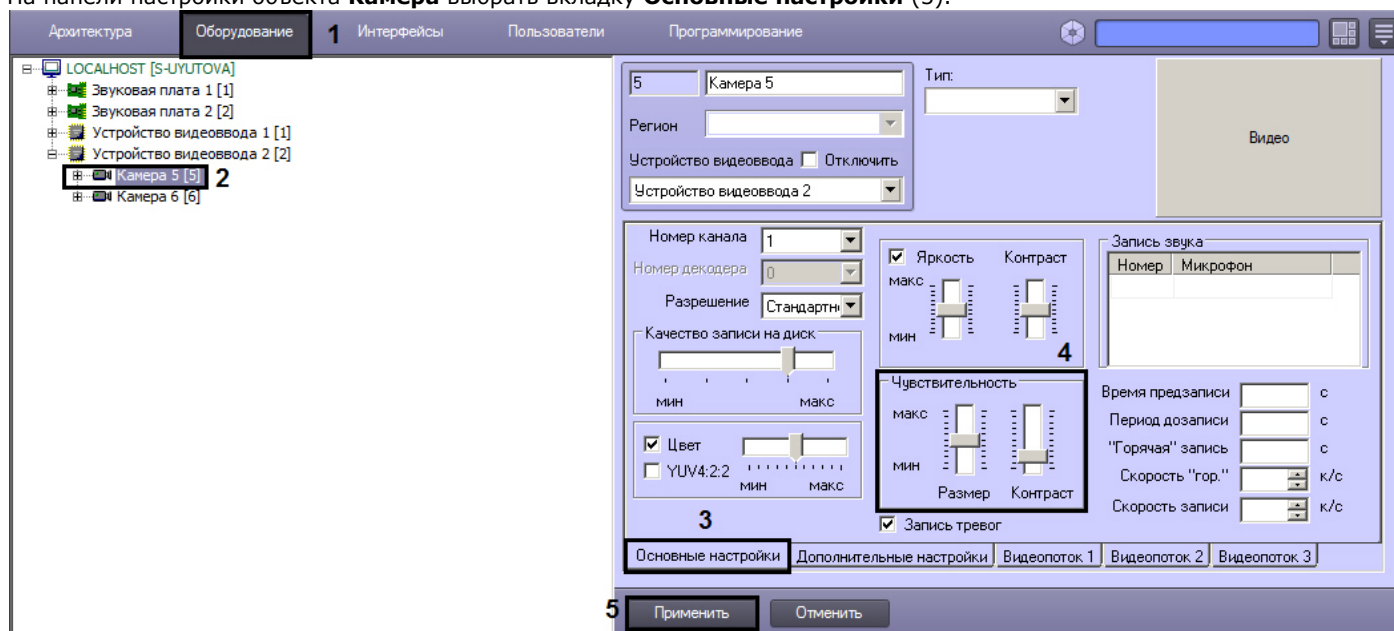 На панели настройки объекта Камера выбрать вкладку Основные настройки (3).
Архитектура Оборудование 1 Интерфейсы Пользователи Программирование
LOCALHOST [S-UYUTOVA]
Звуковая плата 1 [1]
Звуковая плата 2 [2]
Устройство видеоввода 1 [1]
Устройство видеоввода 2 [2]
Камера 5 [5] 2
Камера 6 [6]
5 Камера 5
Тип:
Регион
Устройство видеоввода Отключить
Устройство видеоввода 2
Видео
Номер канала 1
Номер декодера 0
Разрешение Стандартн
Качество записи на диск
мин макс
Цвет
YUV4:2:2
мин макс
3
Яркость Контраст
макс
мин
4
Чувствительность
макс
мин
Размер Контраст
Запись тревог
Запись звука
Номер Микрофон
Время предзаписи с
Период дозаписи с
"Горячая" запись с
Скорость "гор." к/с
Скорость записи к/с
Основные настройки Дополнительные настройки Видеопоток 1 Видеопоток 2 Видеопоток 3
5 Применить Отменить